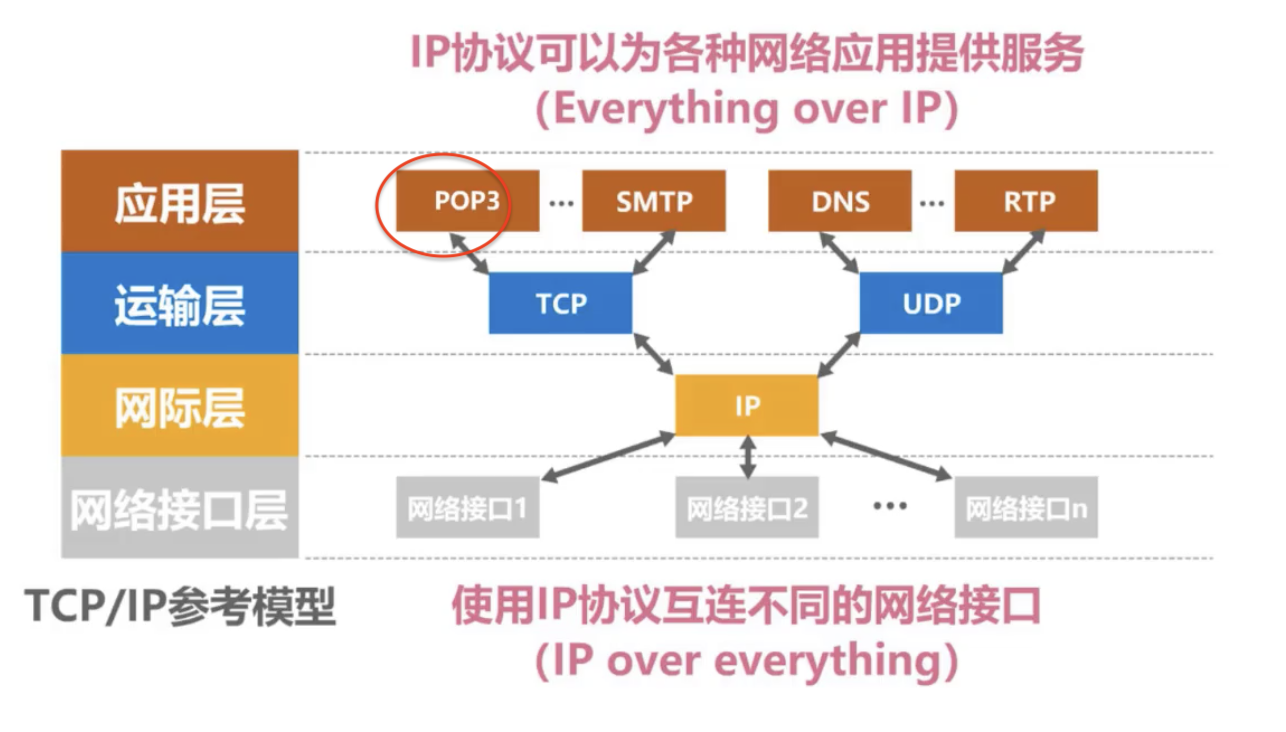 IP协议可以为各种网络应用提供服务
(Everything over IP)
应用层
POP3 … SMTP DNS … RTP
运输层
TCP UDP
网际层
IP
网络接口层
网络接口1 网络接口2 … 网络接口n
TCP/IP参考模型
使用IP协议互连不同的网络接口
(IP over everything)